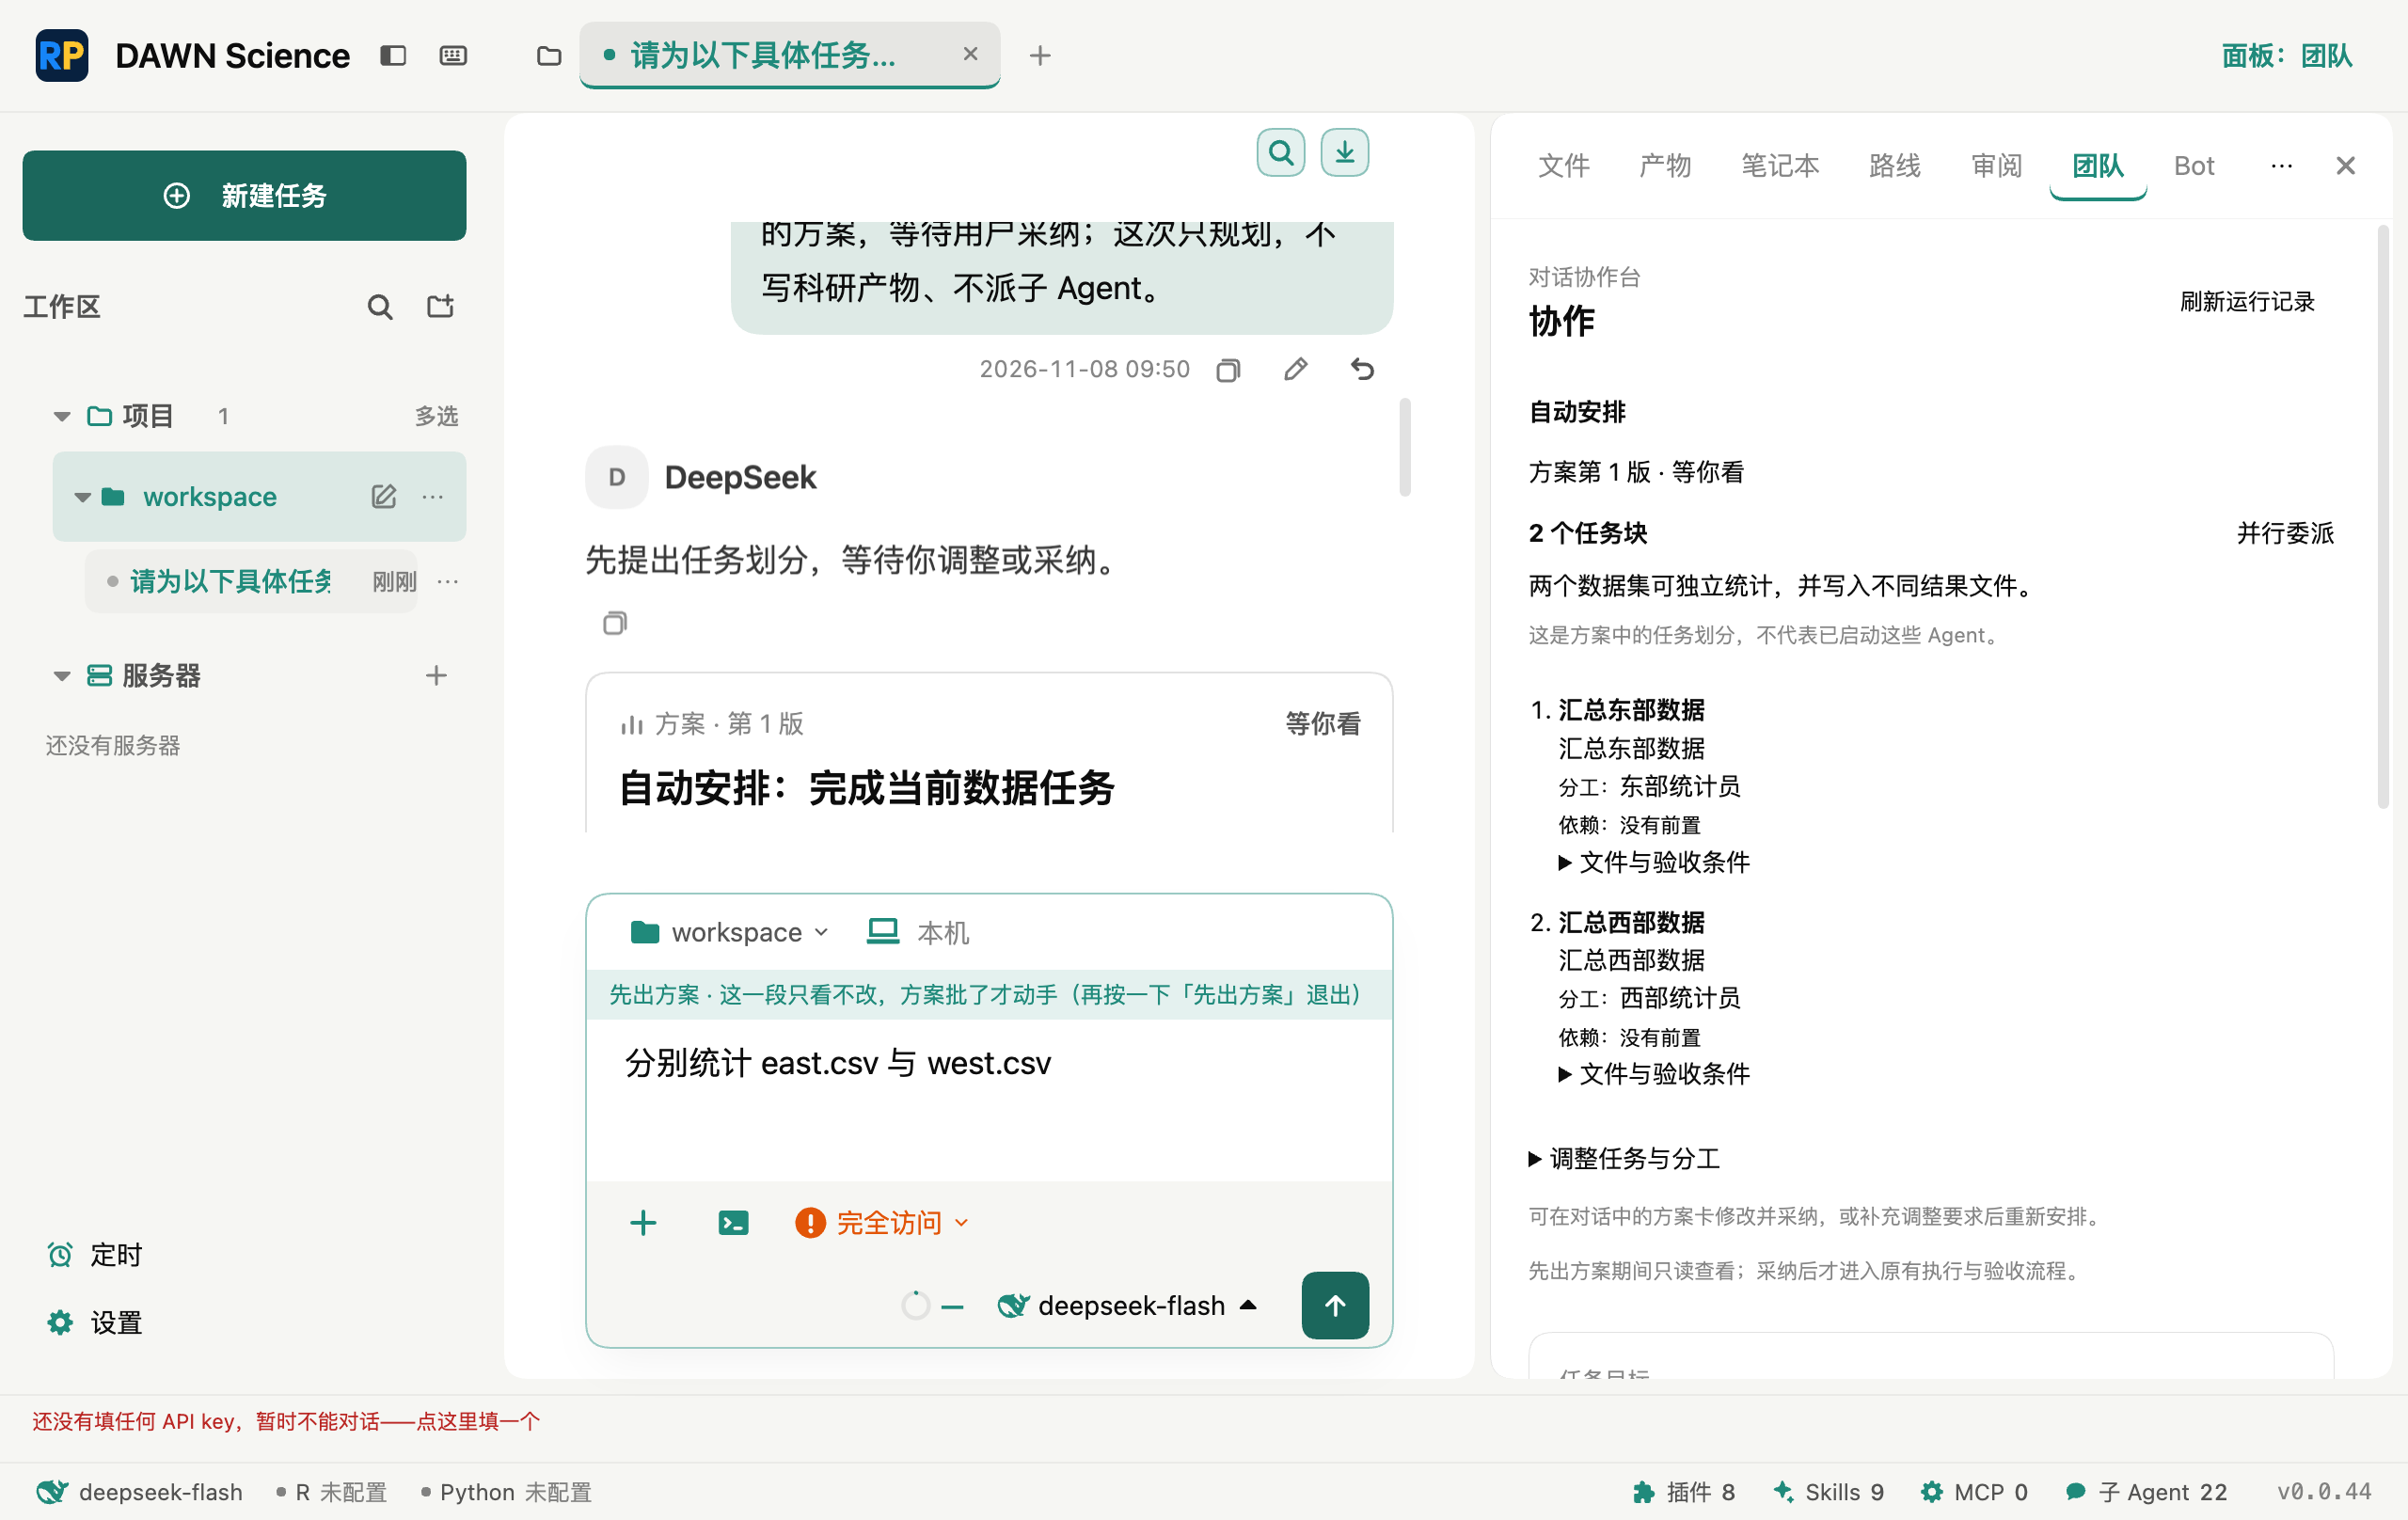 RP DAWN Science
请为以下具体任务...
面板：团队
新建任务
工作区
项目 1 多选
workspace
请为以下具体任务 刚刚
服务器
还没有服务器
定时
设置
的方案，等待用户采纳；这次只规划，不
写科研产物、不派子 Agent。
2026-11-08 09:50
D DeepSeek
先提出任务划分，等待你调整或采纳。
方案 · 第 1 版 等你看
自动安排：完成当前数据任务
workspace 本机
先出方案 · 这一段只看不改，方案批了才动手（再按一下「先出方案」退出）
分别统计 east.csv 与 west.csv
完全访问
deepseek-flash
文件 产物 笔记本 路线 审阅 团队 Bot
对话协作台
协作
刷新运行记录
自动安排
方案第 1 版 · 等你看
2 个任务块 并行委派
两个数据集可独立统计，并写入不同结果文件。
这是方案中的任务划分，不代表已启动这些 Agent。
1. 汇总东部数据
汇总东部数据
分工：东部统计员
依赖：没有前置
文件与验收条件
2. 汇总西部数据
汇总西部数据
分工：西部统计员
依赖：没有前置
文件与验收条件
调整任务与分工
可在对话中的方案卡修改并采纳，或补充调整要求后重新安排。
先出方案期间只读查看；采纳后才进入原有执行与验收流程。
任务目标
还没有填任何 API key，暂时不能对话——点这里填一个
deepseek-flash R 未配置 Python 未配置
插件 8 Skills 9 MCP 0 子 Agent 22 v0.0.44